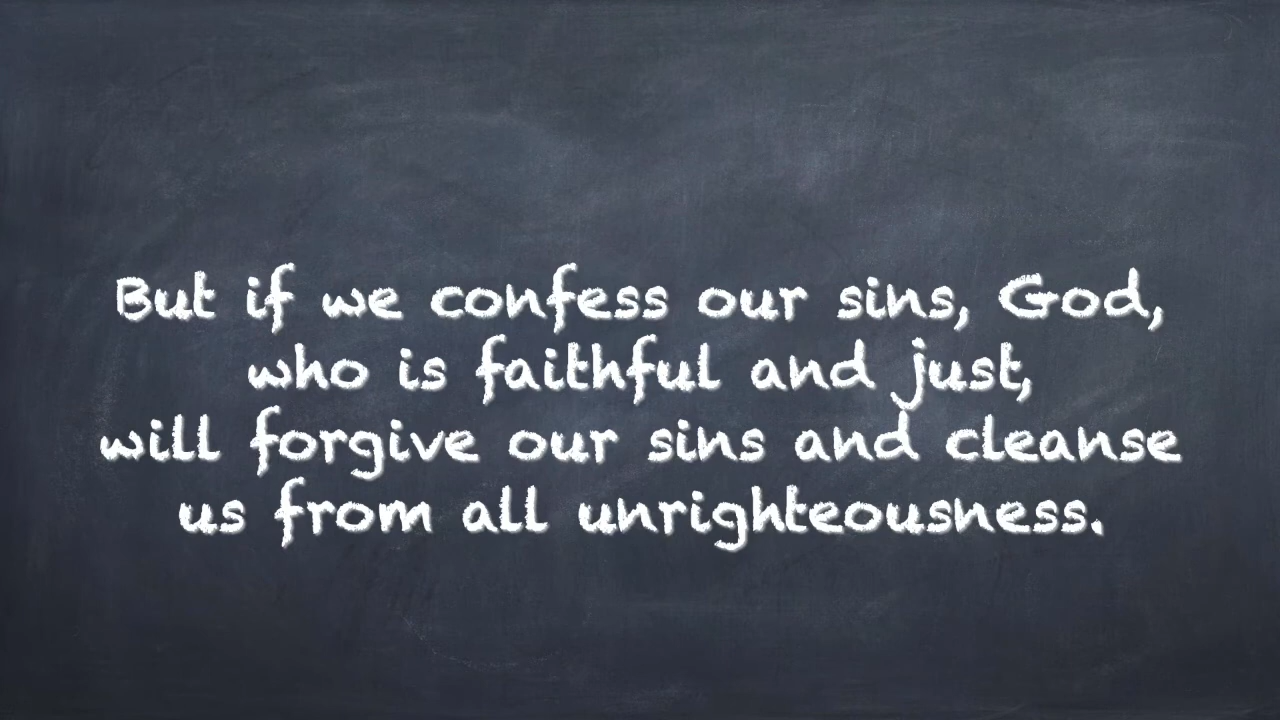 But if we confess our sins, God,
who is faithful and just,
will forgive our sins and cleanse
us from all unrighteousness.